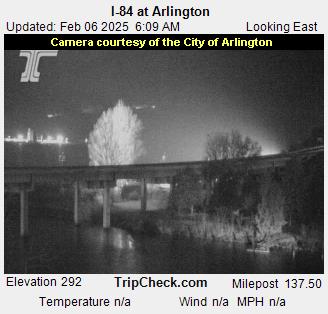 I-84 at Arlington
Updated: Feb 06 2025 6:09 AM Looking East
Camera courtesy of the City of Arlington
Elevation 292 TripCheck.com Milepost 137.50
Temperature n/a Wind n/a MPH n/a